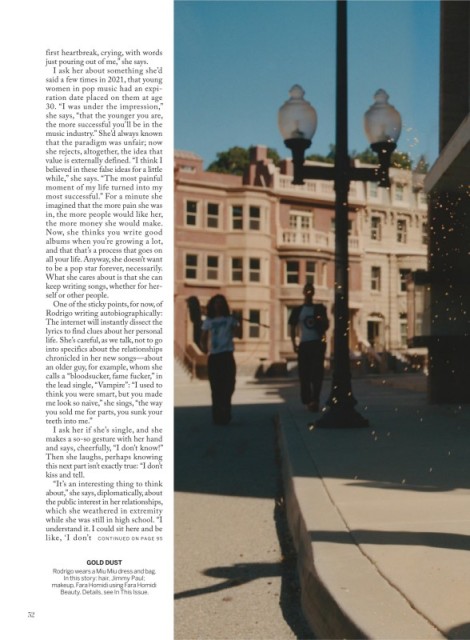 first heartbreak, crying, with words
just pouring out of me,” she says.
I ask her about something she’d
said a few times in 2021, that young
women in pop music had an expi-
ration date placed on them at age
30. “I was under the impression,”
she says, “that the younger you are,
the more successful you’ll be in the
music industry.” She’d always known
that the paradigm was unfair; now
she rejects, altogether, the idea that
value is externally defined. “I think I
believed in these false ideas for a little
while,” she says. “The most painful
moment of my life turned into my
most successful.” For a minute she
imagined that the more pain she was
in, the more people would like her,
the more money she would make.
Now, she thinks you write good
albums when you’re growing a lot,
and that that’s a process that goes on
all your life. Anyway, she doesn’t want
to be a pop star forever, necessarily.
What she cares about is that she can
keep writing songs, whether for her-
self or other people.
One of the sticky points, for now, of
Rodrigo writing autobiographically:
The internet will instantly dissect the
lyrics to find clues about her personal
life. She’s careful, as we talk, not to go
into specifics about the relationships
chronicled in her new songs—about
an older guy, for example, whom she
calls a “bloodsucker, fame fucker,” in
the lead single, “Vampire”: “I used to
think you were smart, but you made
me look so naive,” she sings, “the way
you sold me for parts, you sunk your
teeth into me.”
I ask her if she’s single, and she
makes a so-so gesture with her hand
and says, cheerfully, “I don’t know!”
Then she laughs, perhaps knowing
this next part isn’t exactly true: “I don’t
kiss and tell.
“It’s an interesting thing to think
about,” she says, diplomatically, about
the public interest in her relationships,
which she weathered in extremity
while she was still in high school. “I
understand it. I could sit here and be
like, ‘I don’t CONTINUED ON PAGE 95
GOLD DUST
Rodrigo wears a Miu Miu dress and bag.
In this story: hair, Jimmy Paul;
makeup, Fara Homidi using Fara Homidi
Beauty. Details, see In This Issue.
52